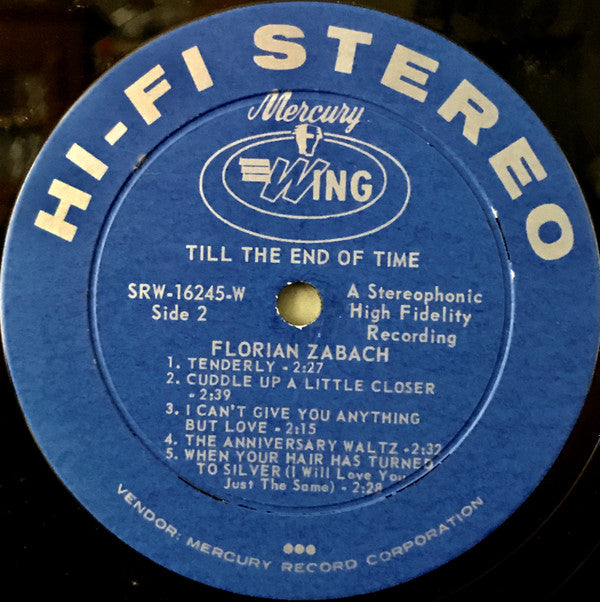 HI-FI STEREO
Mercury
WING
TILL THE END OF TIME
SRW-16245-W
Side 2
A Stereophonic
High Fidelity
Recording
FLORIAN ZABACH
1. TENDERLY - 2:27
2. CUDDLE UP A LITTLE CLOSER
- 2:39
3. I CAN'T GIVE YOU ANYTHING
BUT LOVE - 2:15
4. THE ANNIVERSARY WALTZ - 2:32
5. WHEN YOUR HAIR HAS TURNED
TO SILVER (I Will Love You
Just The Same) - 2:28
VENDOR: MERCURY RECORD CORPORATION